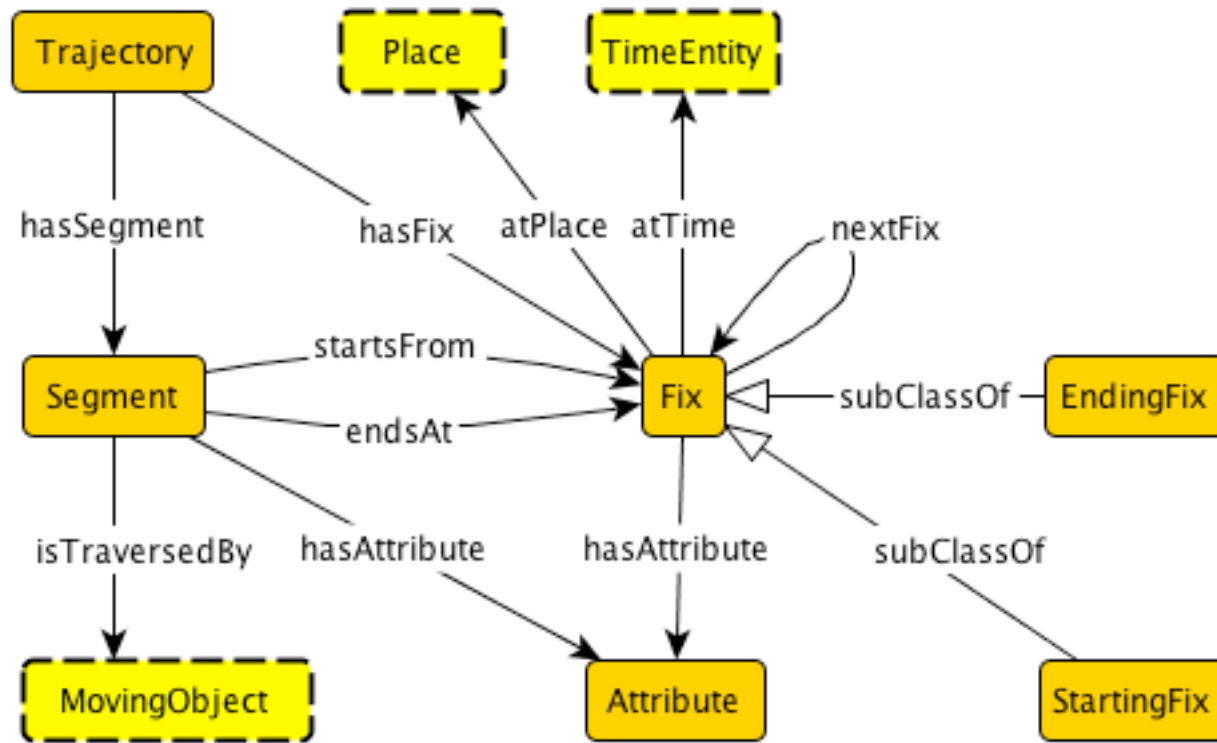 Trajectory
Place
TimeEntity
hasSegment
hasFix
atPlace
atTime
nextFix
startsFrom
Segment
Fix
subClassOf
EndingFix
endsAt
isTraversedBy
hasAttribute
hasAttribute
subClassOf
MovingObject
Attribute
StartingFix